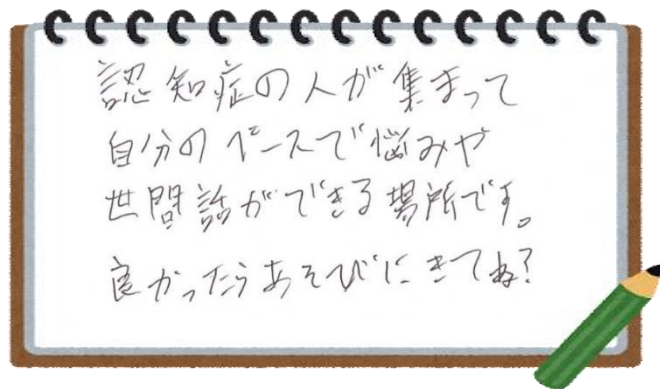 認知症の人が集まって
自分のペースで悩みや
世間話ができる場所です。
良かったらあそびにきてね?